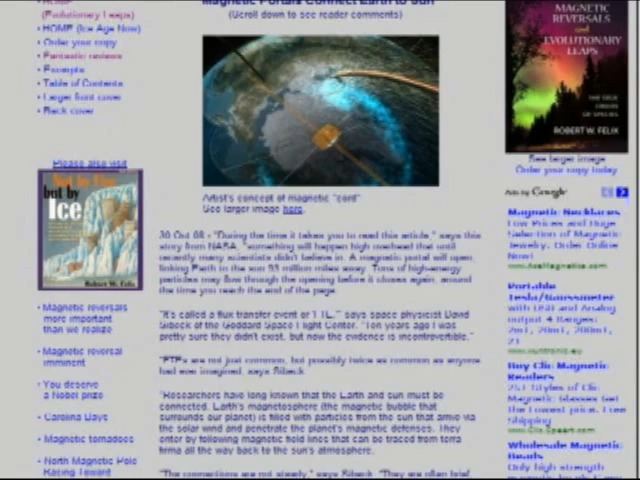 HOME
(Evolutionary Leaps)
• HOME (Ice Age Now)
• Order your copy
• Fantastic reviews
• Excerpts
• Table of Contents
• Larger front cover
• Back cover
Please also visit
Not by Fire
but by
Ice
Robert W. Felix
• Magnetic reversals
more important
than we realize
• Magnetic reversal
imminent
• You deserve
a Nobel prize
• Carolina Bays
• Magnetic tornadoes
• North Magnetic Pole
Racing Toward
Magnetic Portals Connect Earth to Sun
(Scroll down to see reader comments)
Artist's concept of magnetic "cord"
See larger image here.
30 Oct 08 - "During the time it takes you to read this article," says this
story from NASA, "something will happen high overhead that until
recently many scientists didn't believe in. A magnetic portal will open,
linking Earth to the sun 93 million miles away. Tons of high-energy
particles may flow through the opening before it closes again, around
the time you reach the end of the page.
"It's called a flux transfer event or 'FTE,'" says space physicist David
Sibeck of the Goddard Space Flight Center. "Ten years ago I was
pretty sure they didn't exist, but now the evidence is incontrovertible."
"FTEs are not just common, but possibly twice as common as anyone
had ever imagined, says Sibeck.
"Researchers have long known that the Earth and sun must be
connected. Earth's magnetosphere (the magnetic bubble that
surrounds our planet) is filled with particles from the sun that arrive via
the solar wind and penetrate the planet's magnetic defenses. They
enter by following magnetic field lines that can be traced from terra
firma all the way back to the sun's atmosphere.
"The connections are not steady," says Sibeck. "They are often brief,
MAGNETIC
REVERSALS
and
EVOLUTIONARY
LEAPS
THE TRUE
ORIGIN
OF SPECIES
ROBERT W. FELIX
See larger image
Order your copy today
Ads by Google
Magnetic Necklaces
Low Prices and Huge
Selection of Magnetic
Jewelry. Order Online
Now!
Portable
Tesla/Gaussmeter
with USB and Analog
output 4 Ranges:
2mT, 20mT, 200mT,
2T
Buy Clic Magnetic
Readers
251 Styles of Clic
Magnetic Glasses Get
the Lowest price. Free
Shipping
Wholesale Magnetic
Beads
Only high strength